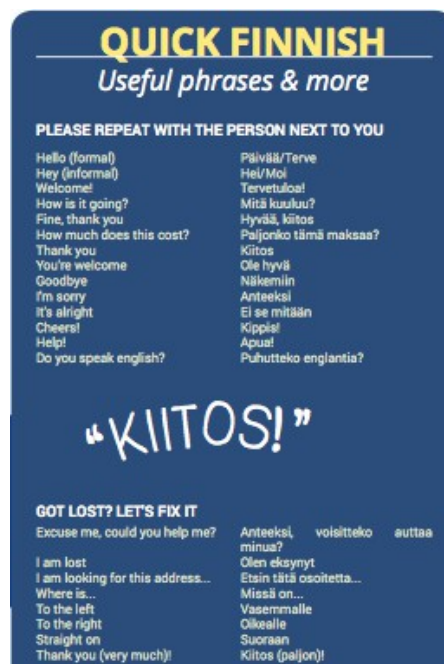 QUICK FINNISH
Useful phrases & more
PLEASE REPEAT WITH THE PERSON NEXT TO YOU
Hello (formal) Päivää/Terve
Hey (informal) Hei/Moi
Welcome! Tervetuloa!
How is it going? Mitä kuuluu?
Fine, thank you Hyvää, kiitos
How much does this cost? Paljonko tämä maksaa?
Thank you Kiitos
You're welcome Ole hyvä
Goodbye Näkemiin
I'm sorry Anteeksi
It's alright Ei se mitään
Cheers! Kippis!
Help! Apua!
Do you speak english? Puhutteko englantia?
“KIITOS!”
GOT LOST? LET'S FIX IT
Excuse me, could you help me? Anteeksi, voisitteko auttaa
minua?
I am lost Olen eksynyt
I am looking for this address... Etsin tätä osoitetta...
Where is... Missä on...
To the left Vasemmalle
To the right Oikealle
Straight on Suoraan
Thank you (very much)! Kiitos (paljon)!